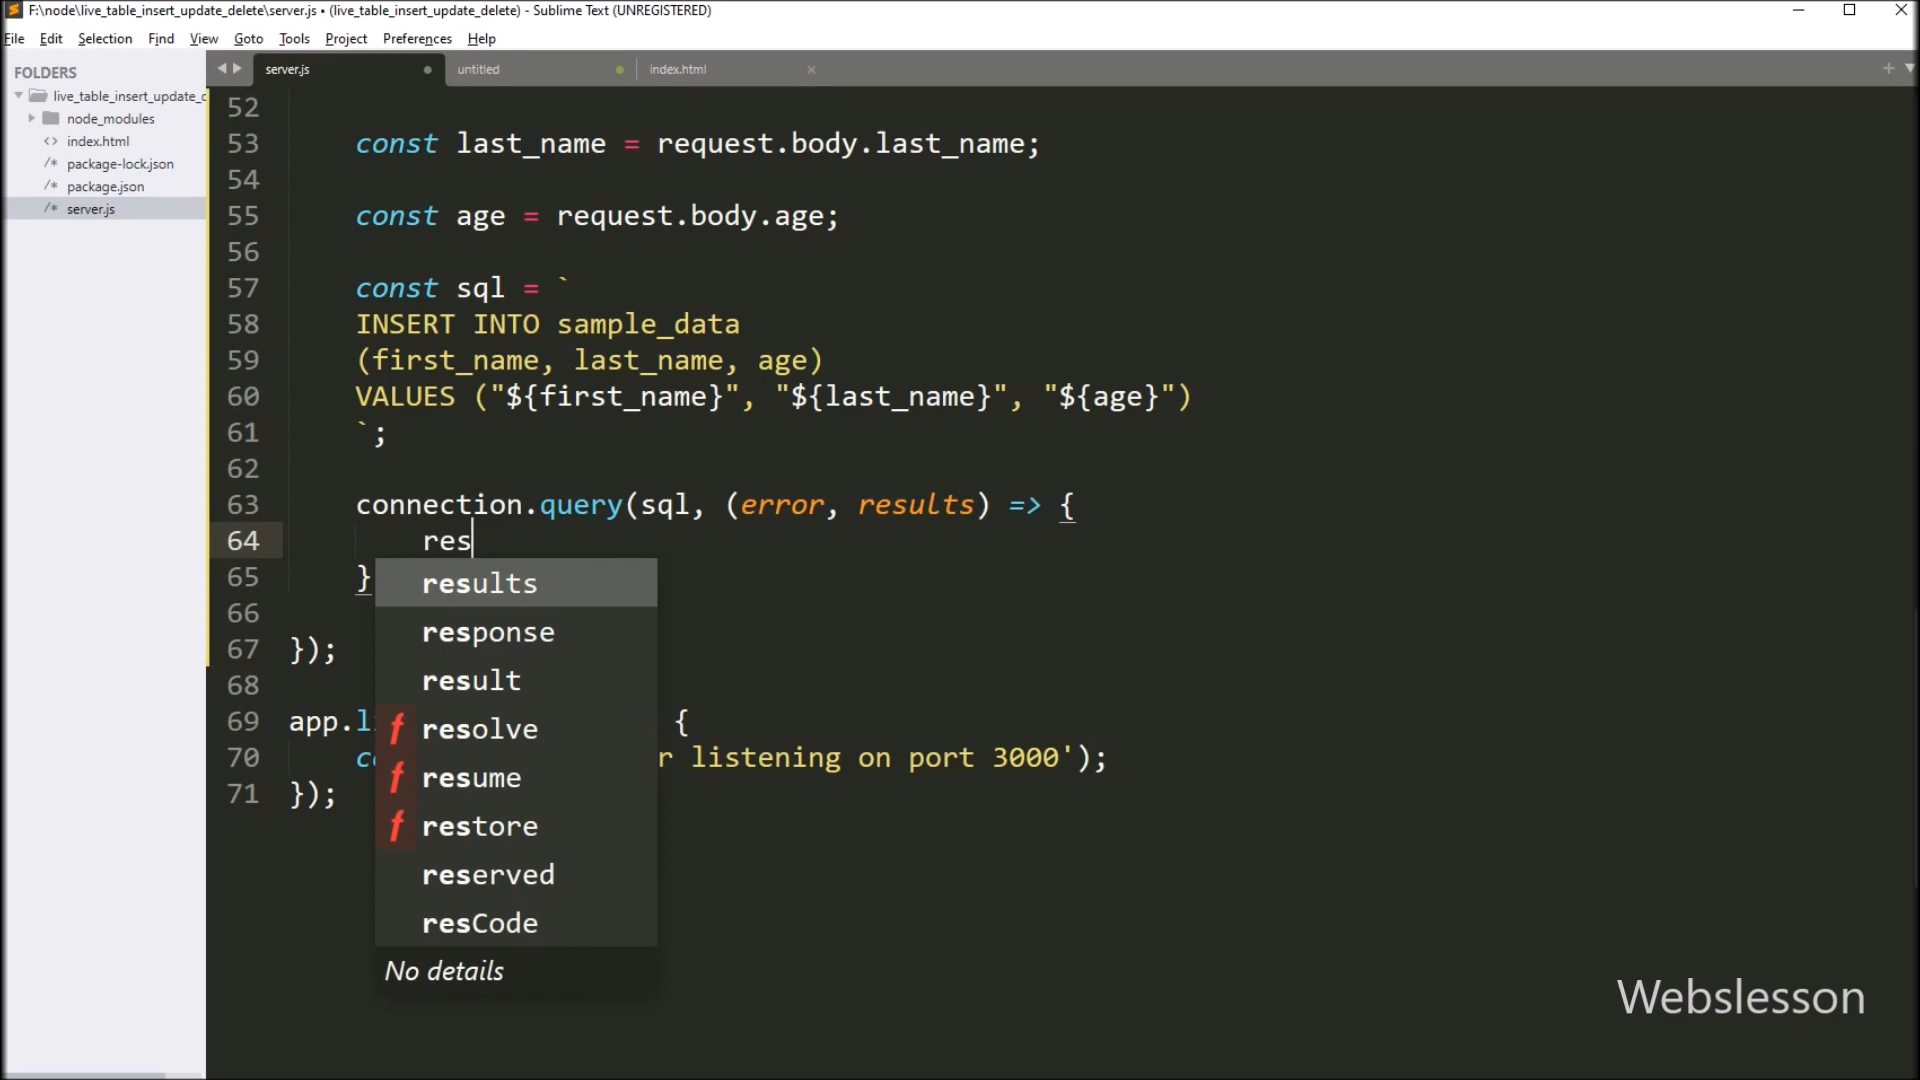 F:\node\live_table_insert_update_delete\server.js • (live_table_insert_update_delete) - Sublime Text (UNREGISTERED)
File Edit Selection Find View Goto Tools Project Preferences Help
FOLDERS
live_table_insert_update_d
node_modules
<> index.html
/* package-lock.json
/* package.json
/* server.js
server.js untitled index.html
52
53 const last_name = request.body.last_name;
54
55 const age = request.body.age;
56
57 const sql = `
58 INSERT INTO sample_data
59 (first_name, last_name, age)
60 VALUES ("${first_name}", "${last_name}", "${age}")
61 `;
62
63 connection.query(sql, (error, results) => {
64 res
65 }
66
67 });
68
69 app.l {
70 c r listening on port 3000');
71 });
results
response
result
f resolve
f resume
f restore
reserved
resCode
No details
Webslesson